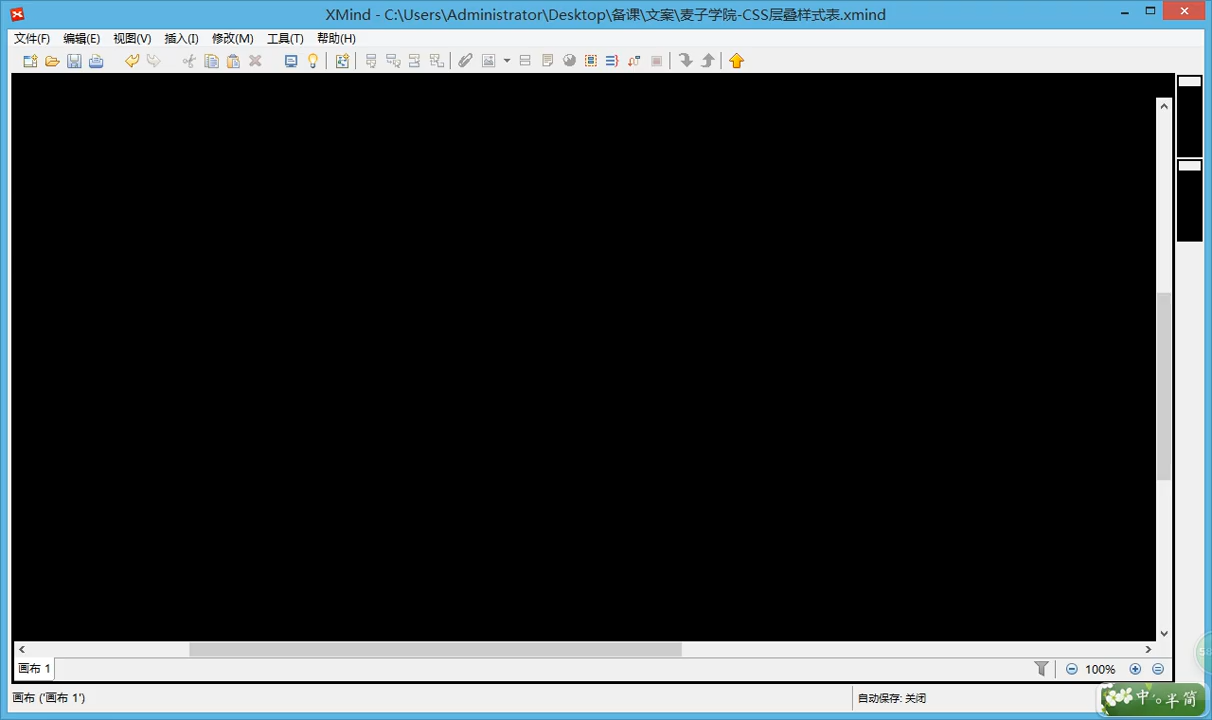 XMind - C:\Users\Administrator\Desktop\备课\文案\麦子学院-CSS层叠样式表.xmind
文件(F) 编辑(E) 视图(V) 插入(I) 修改(M) 工具(T) 帮助(H)
画布 1
100%
画布 ('画布 1')
自动保存: 关闭
中 半 简